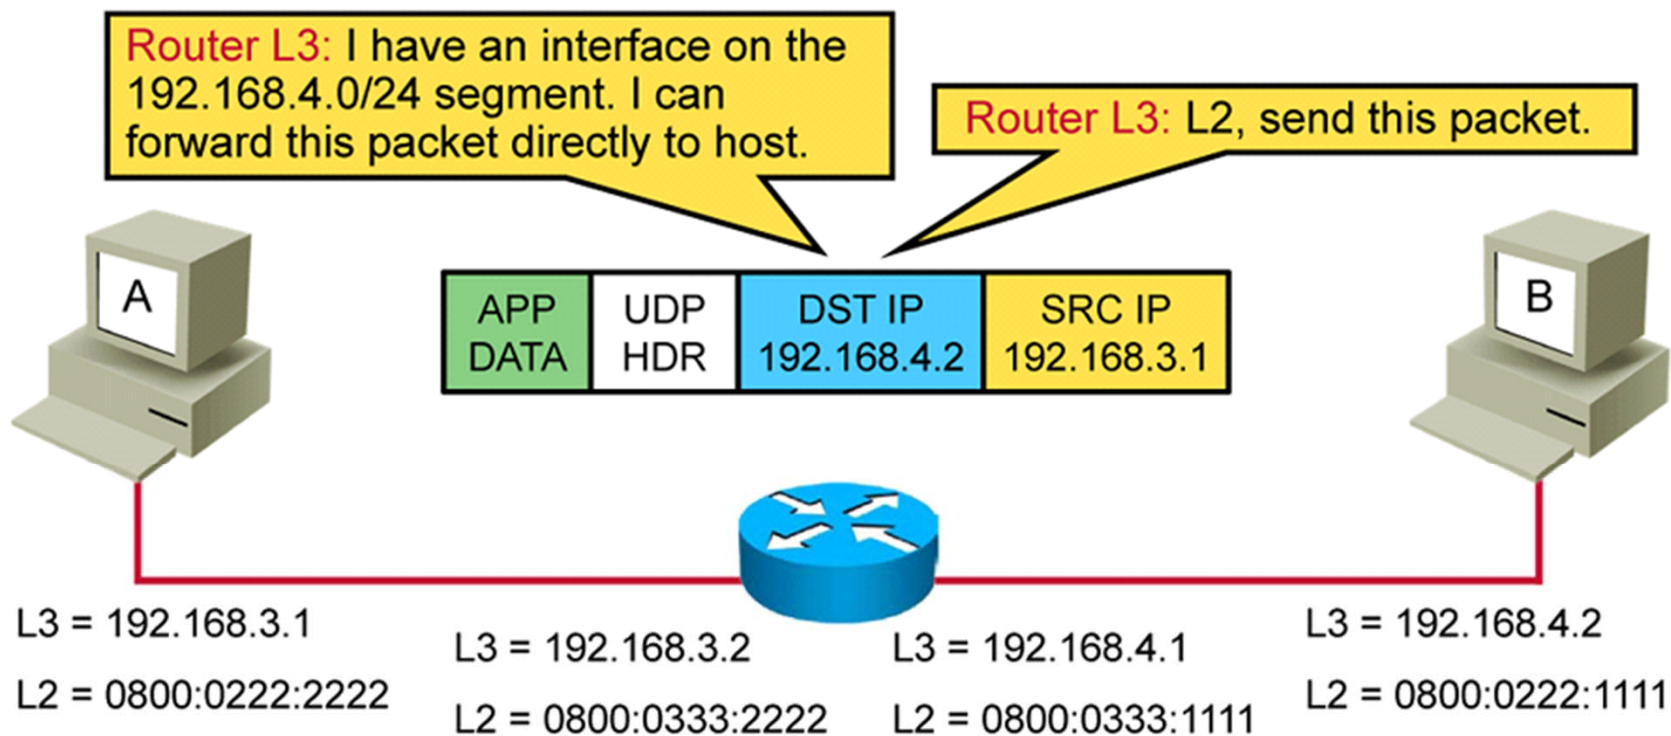 Router L3: I have an interface on the
192.168.4.0/24 segment. I can
forward this packet directly to host.
Router L3: L2, send this packet.
A
B
APP
DATA
UDP
HDR
DST IP
192.168.4.2
SRC IP
192.168.3.1
L3 = 192.168.3.1
L2 = 0800:0222:2222
L3 = 192.168.3.2
L2 = 0800:0333:2222
L3 = 192.168.4.1
L2 = 0800:0333:1111
L3 = 192.168.4.2
L2 = 0800:0222:1111